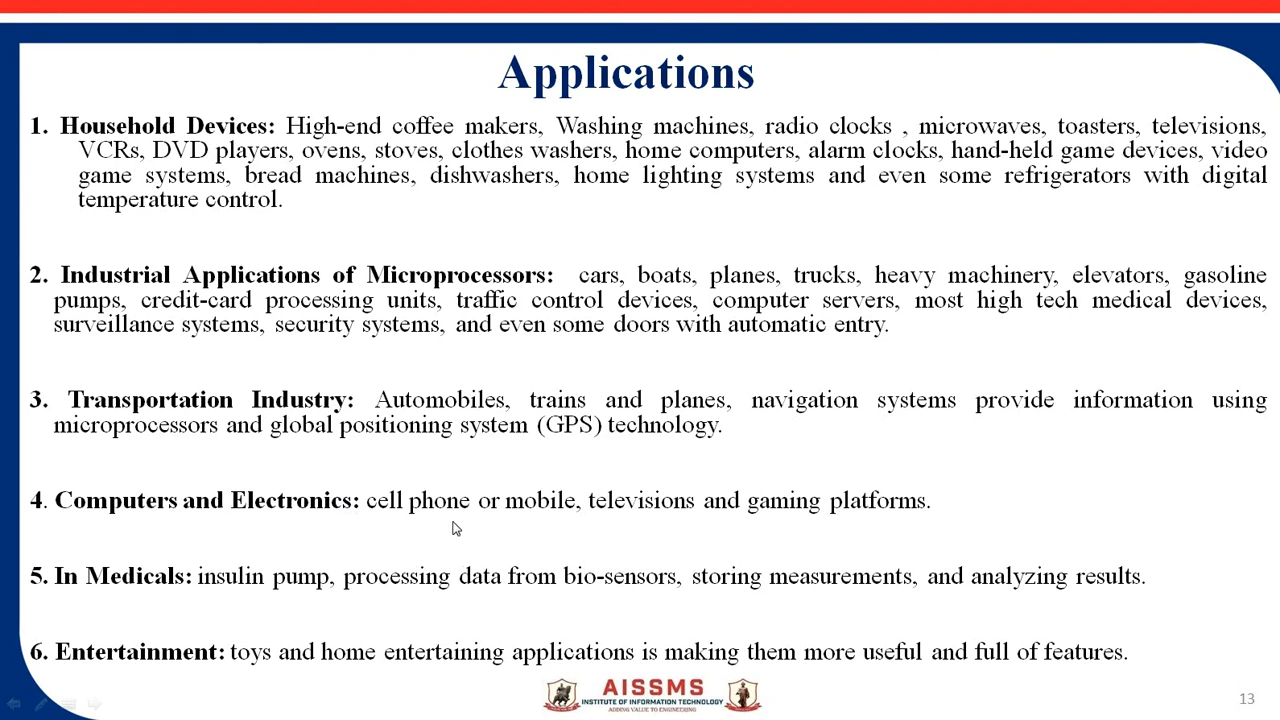 Applications
1. Household Devices: High-end coffee makers, Washing machines, radio clocks , microwaves, toasters, televisions,
VCRs, DVD players, ovens, stoves, clothes washers, home computers, alarm clocks, hand-held game devices, video
game systems, bread machines, dishwashers, home lighting systems and even some refrigerators with digital
temperature control.
2. Industrial Applications of Microprocessors: cars, boats, planes, trucks, heavy machinery, elevators, gasoline
pumps, credit-card processing units, traffic control devices, computer servers, most high tech medical devices,
surveillance systems, security systems, and even some doors with automatic entry.
3. Transportation Industry: Automobiles, trains and planes, navigation systems provide information using
microprocessors and global positioning system (GPS) technology.
4. Computers and Electronics: cell phone or mobile, televisions and gaming platforms.
5. In Medicals: insulin pump, processing data from bio-sensors, storing measurements, and analyzing results.
6. Entertainment: toys and home entertaining applications is making them more useful and full of features.
AISSMS
INSTITUTE OF INFORMATION TECHNOLOGY
ADDING VALUE TO ENGINEERING
13